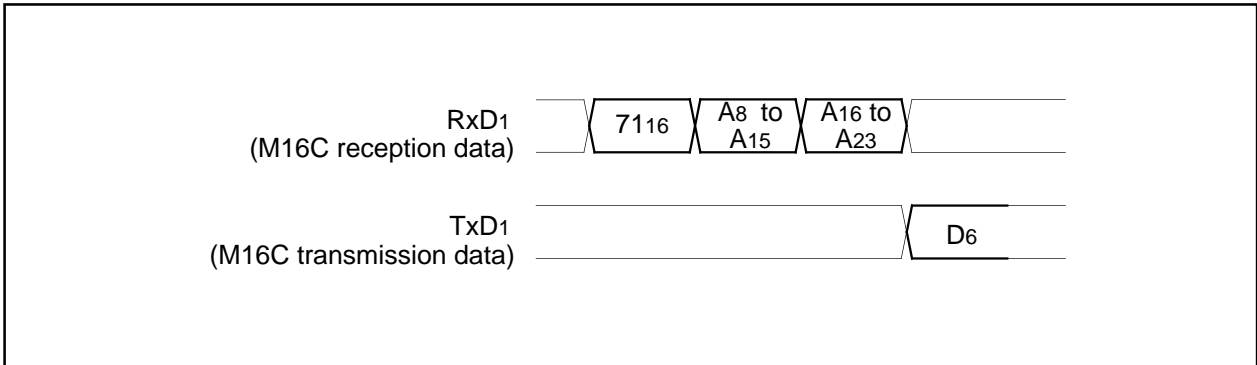 RxD1
(M16C reception data)
7116
A8 to
A15
A16 to
A23
TxD1
(M16C transmission data)
D6